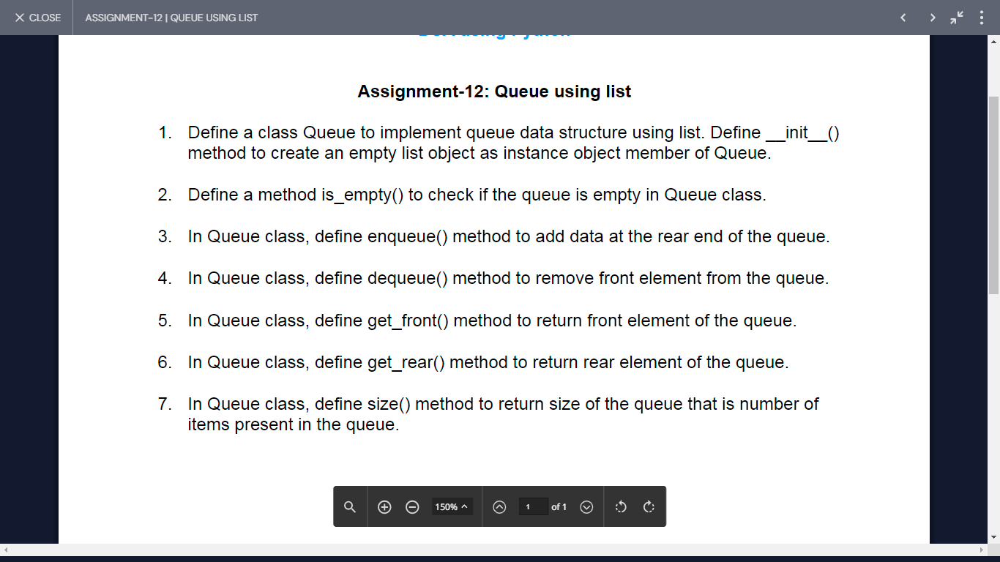 CLOSE
ASSIGNMENT-12 | QUEUE USING LIST
Assignment-12: Queue using list
1. Define a class Queue to implement queue data structure using list. Define __init__()
method to create an empty list object as instance object member of Queue.
2. Define a method is_empty() to check if the queue is empty in Queue class.
3. In Queue class, define enqueue() method to add data at the rear end of the queue.
4. In Queue class, define dequeue() method to remove front element from the queue.
5. In Queue class, define get_front() method to return front element of the queue.
6. In Queue class, define get_rear() method to return rear element of the queue.
7. In Queue class, define size() method to return size of the queue that is number of
items present in the queue.
150%
1 of 1